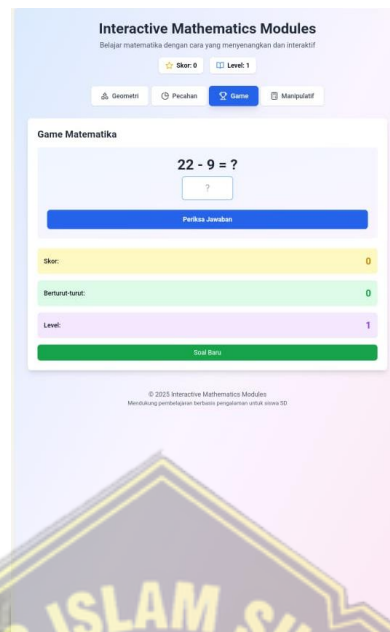 Interactive Mathematics Modules
Belajar matematika dengan cara yang menyenangkan dan interaktif
Skor: 0 Level: 1
Geometri Pecahan Game Manipulatif
Game Matematika
22 - 9 = ?
?
Periksa Jawaban
Skor: 0
Berturut-turut: 0
Level: 1
Soal Baru
© 2025 Interactive Mathematics Modules
Mendukung pembelajaran berbasis pengalaman untuk siswa SD
ISLAM